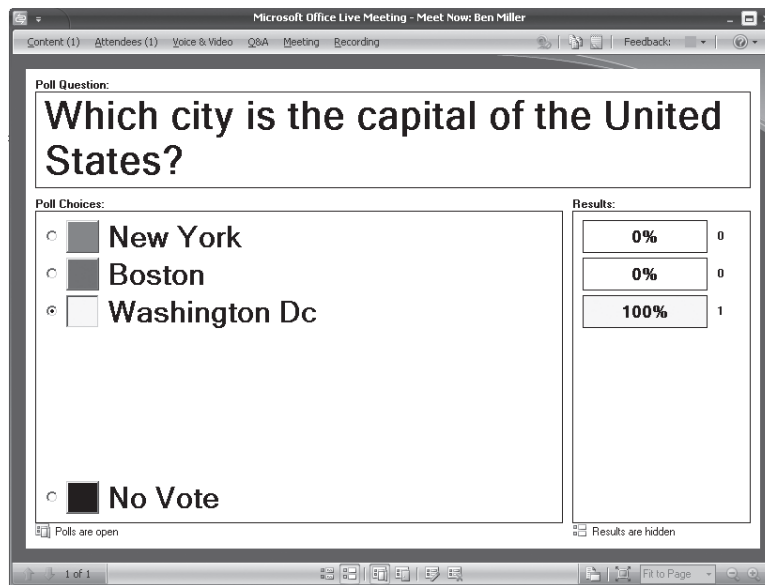 Microsoft Office Live Meeting - Meet Now: Ben Miller
Content (1) Attendees (1) Voice & Video Q&A Meeting Recording Feedback:
Poll Question:
Which city is the capital of the United
States?
Poll Choices: Results:
New York 0% 0
Boston 0% 0
Washington Dc 100% 1
No Vote
Polls are open Results are hidden
1 of 1 Fit to Page